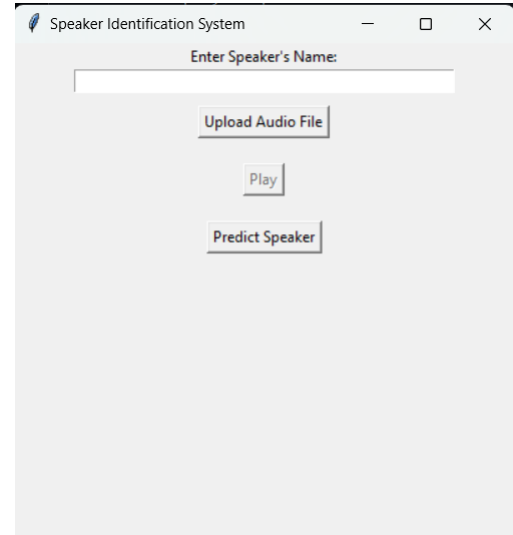 Speaker Identification System
Enter Speaker's Name:
Upload Audio File
Play
Predict Speaker